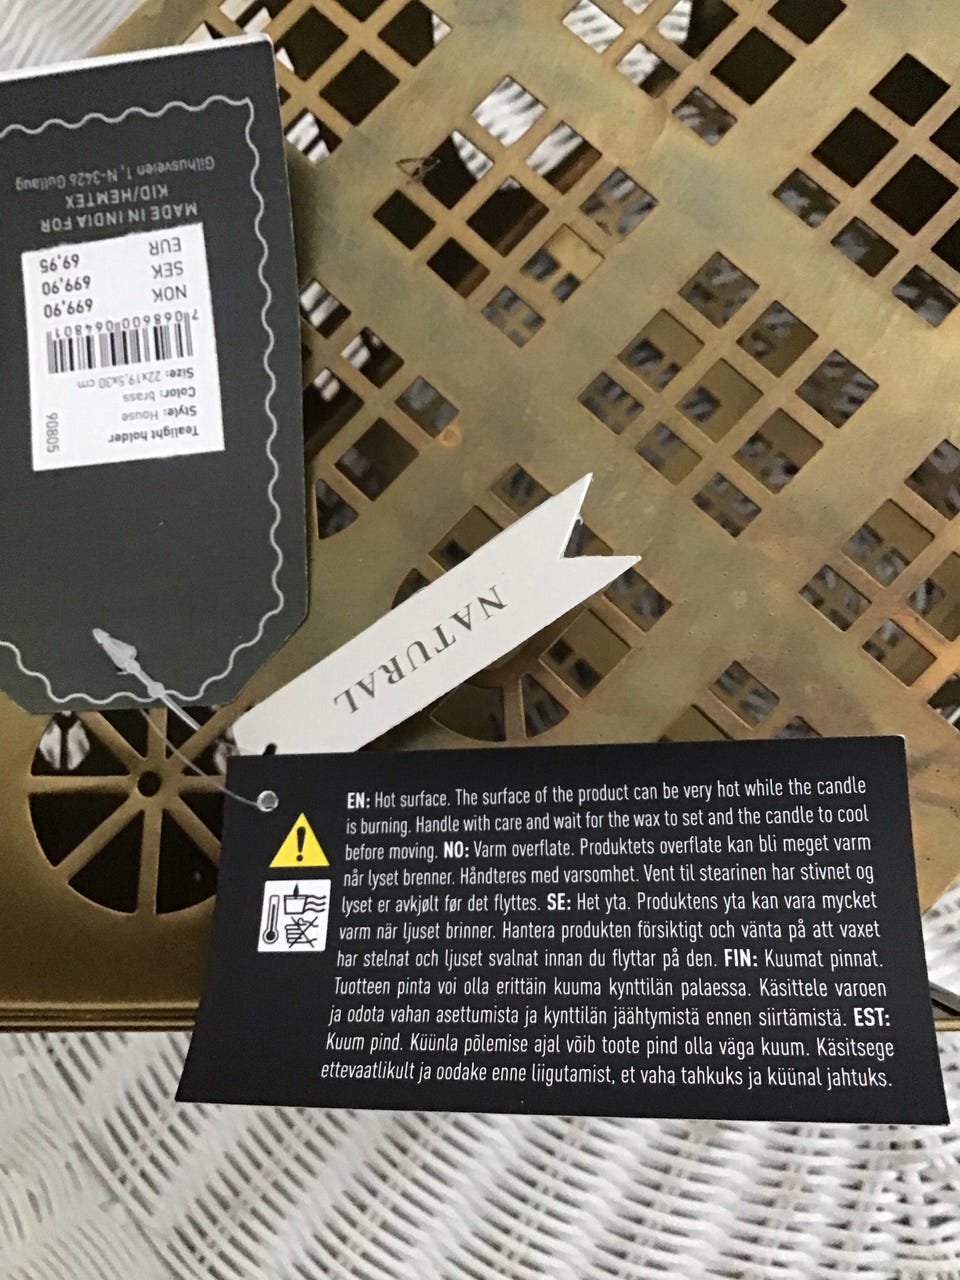 Tealight holder
Style: House
Color: brass
Size: 22x19,5x30 cm
90805
7 068600 064801
NOK 699,90
SEK 699,90
EUR 69,95
MADE IN INDIA FOR
KID/HEMTEX
Gilhusveien 1, N-3426 Gullaug
NATURAL
EN: Hot surface. The surface of the product can be very hot while the candle
is burning. Handle with care and wait for the wax to set and the candle to cool
before moving. NO: Varm overflate. Produktets overflate kan bli meget varm
når lyset brenner. Håndteres med varsomhet. Vent til stearinen har stivnet og
lyset er avkjølt før det flyttes. SE: Het yta. Produktens yta kan vara mycket
varm när ljuset brinner. Hantera produkten försiktigt och vänta på att vaxet
har stelnat och ljuset svalnat innan du flyttar på den. FIN: Kuumat pinnat.
Tuotteen pinta voi olla erittäin kuuma kynttilän palaessa. Käsittele varoen
ja odota vahan asettumista ja kynttilän jäähtymistä ennen siirtämistä. EST:
Kuum pind. Küünla põlemise ajal võib toote pind olla väga kuum. Käsitsege
ettevaatlikult ja oodake enne liigutamist, et vaha tahkuks ja küünal jahtuks.